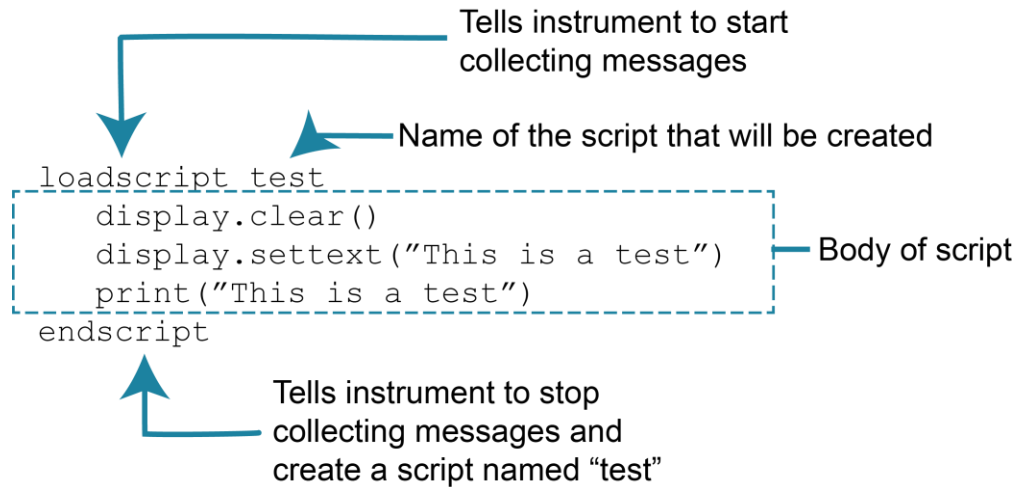 Tells instrument to start
collecting messages
Name of the script that will be created
loadscript test
display.clear()
display.settext(”This is a test”)
print(”This is a test”)
Body of script
endscript
Tells instrument to stop
collecting messages and
create a script named “test”